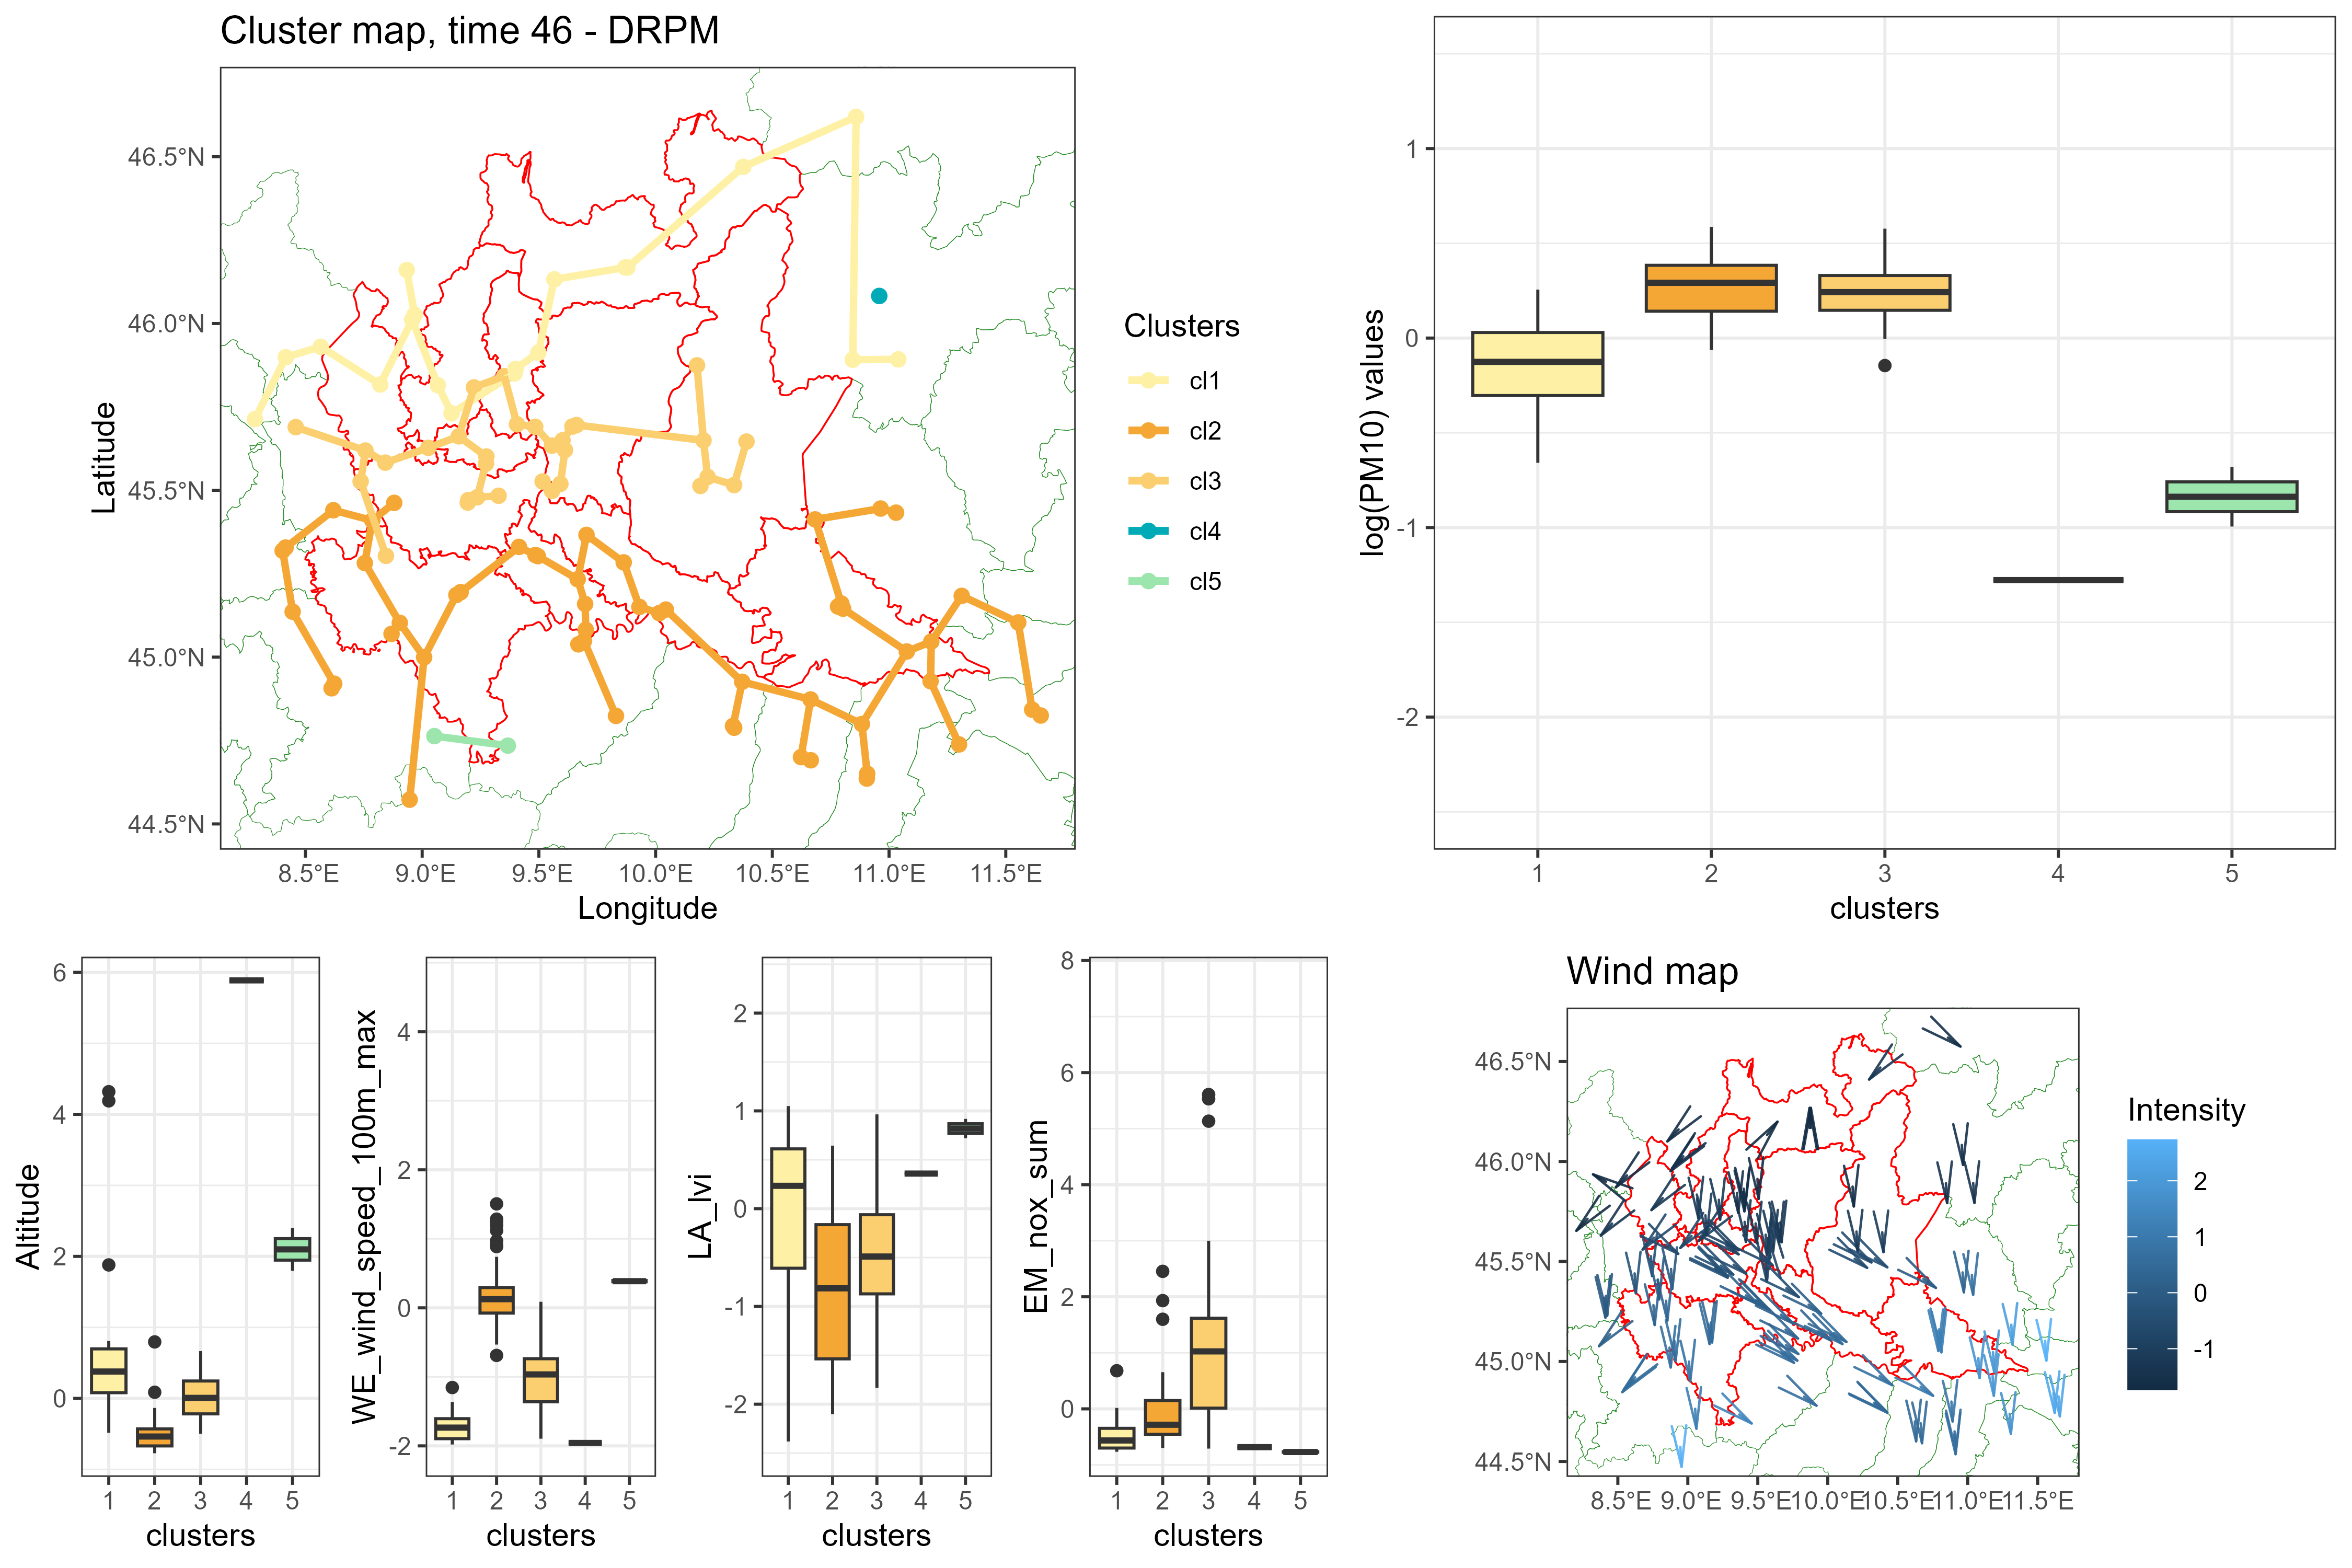 Cluster map, time 46 - DRPM
46.5°N
46.0°N
45.5°N
45.0°N
44.5°N
Latitude
8.5°E 9.0°E 9.5°E 10.0°E 10.5°E 11.0°E 11.5°E
Longitude
Clusters
cl1
cl2
cl3
cl4
cl5
log(PM10) values
1
0
-1
-2
1 2 3 4 5
clusters
Altitude
6
4
2
0
1 2 3 4 5
clusters
WE_wind_speed_100m_max
4
2
0
-2
1 2 3 4 5
clusters
LA_lvi
2
1
0
-1
-2
1 2 3 4 5
clusters
EM_nox_sum
8
6
4
2
0
1 2 3 4 5
clusters
Wind map
46.5°N
46.0°N
45.5°N
45.0°N
44.5°N
8.5°E 9.0°E 9.5°E 10.0°E 10.5°E 11.0°E 11.5°E
Intensity
2
1
0
-1